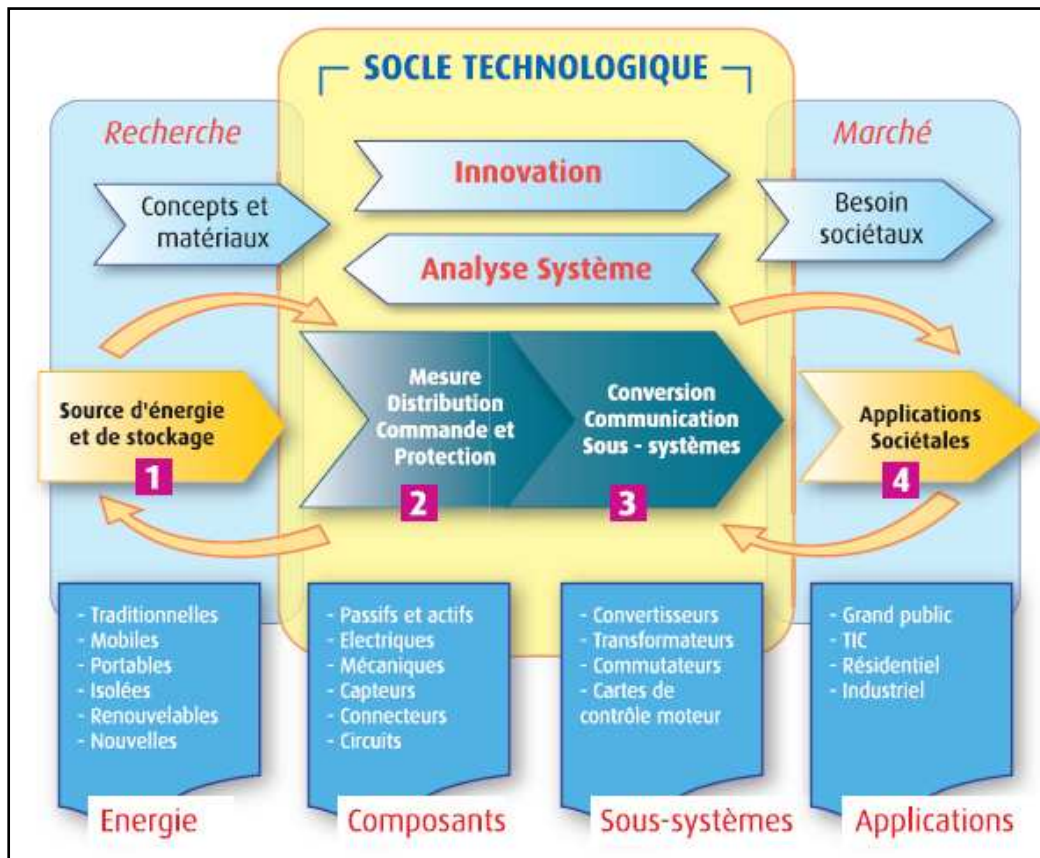 SOCLE TECHNOLOGIQUE
Recherche
Marché
Innovation
Concepts et
matériaux
Besoin
sociétaux
Analyse Système
Source d'énergie
et de stockage
1
Mesure
Distribution
Commande et
Protection
2
Conversion
Communication
Sous - systèmes
3
Applications
Sociétales
4
- Traditionnelles
- Mobiles
- Portables
- Isolées
- Renouvelables
- Nouvelles
Energie
- Passifs et actifs
- Electriques
- Mécaniques
- Capteurs
- Connecteurs
- Circuits
Composants
- Convertisseurs
- Transformateurs
- Commutateurs
- Cartes de
contrôle moteur
Sous-systèmes
- Grand public
- TIC
- Résidentiel
- Industriel
Applications